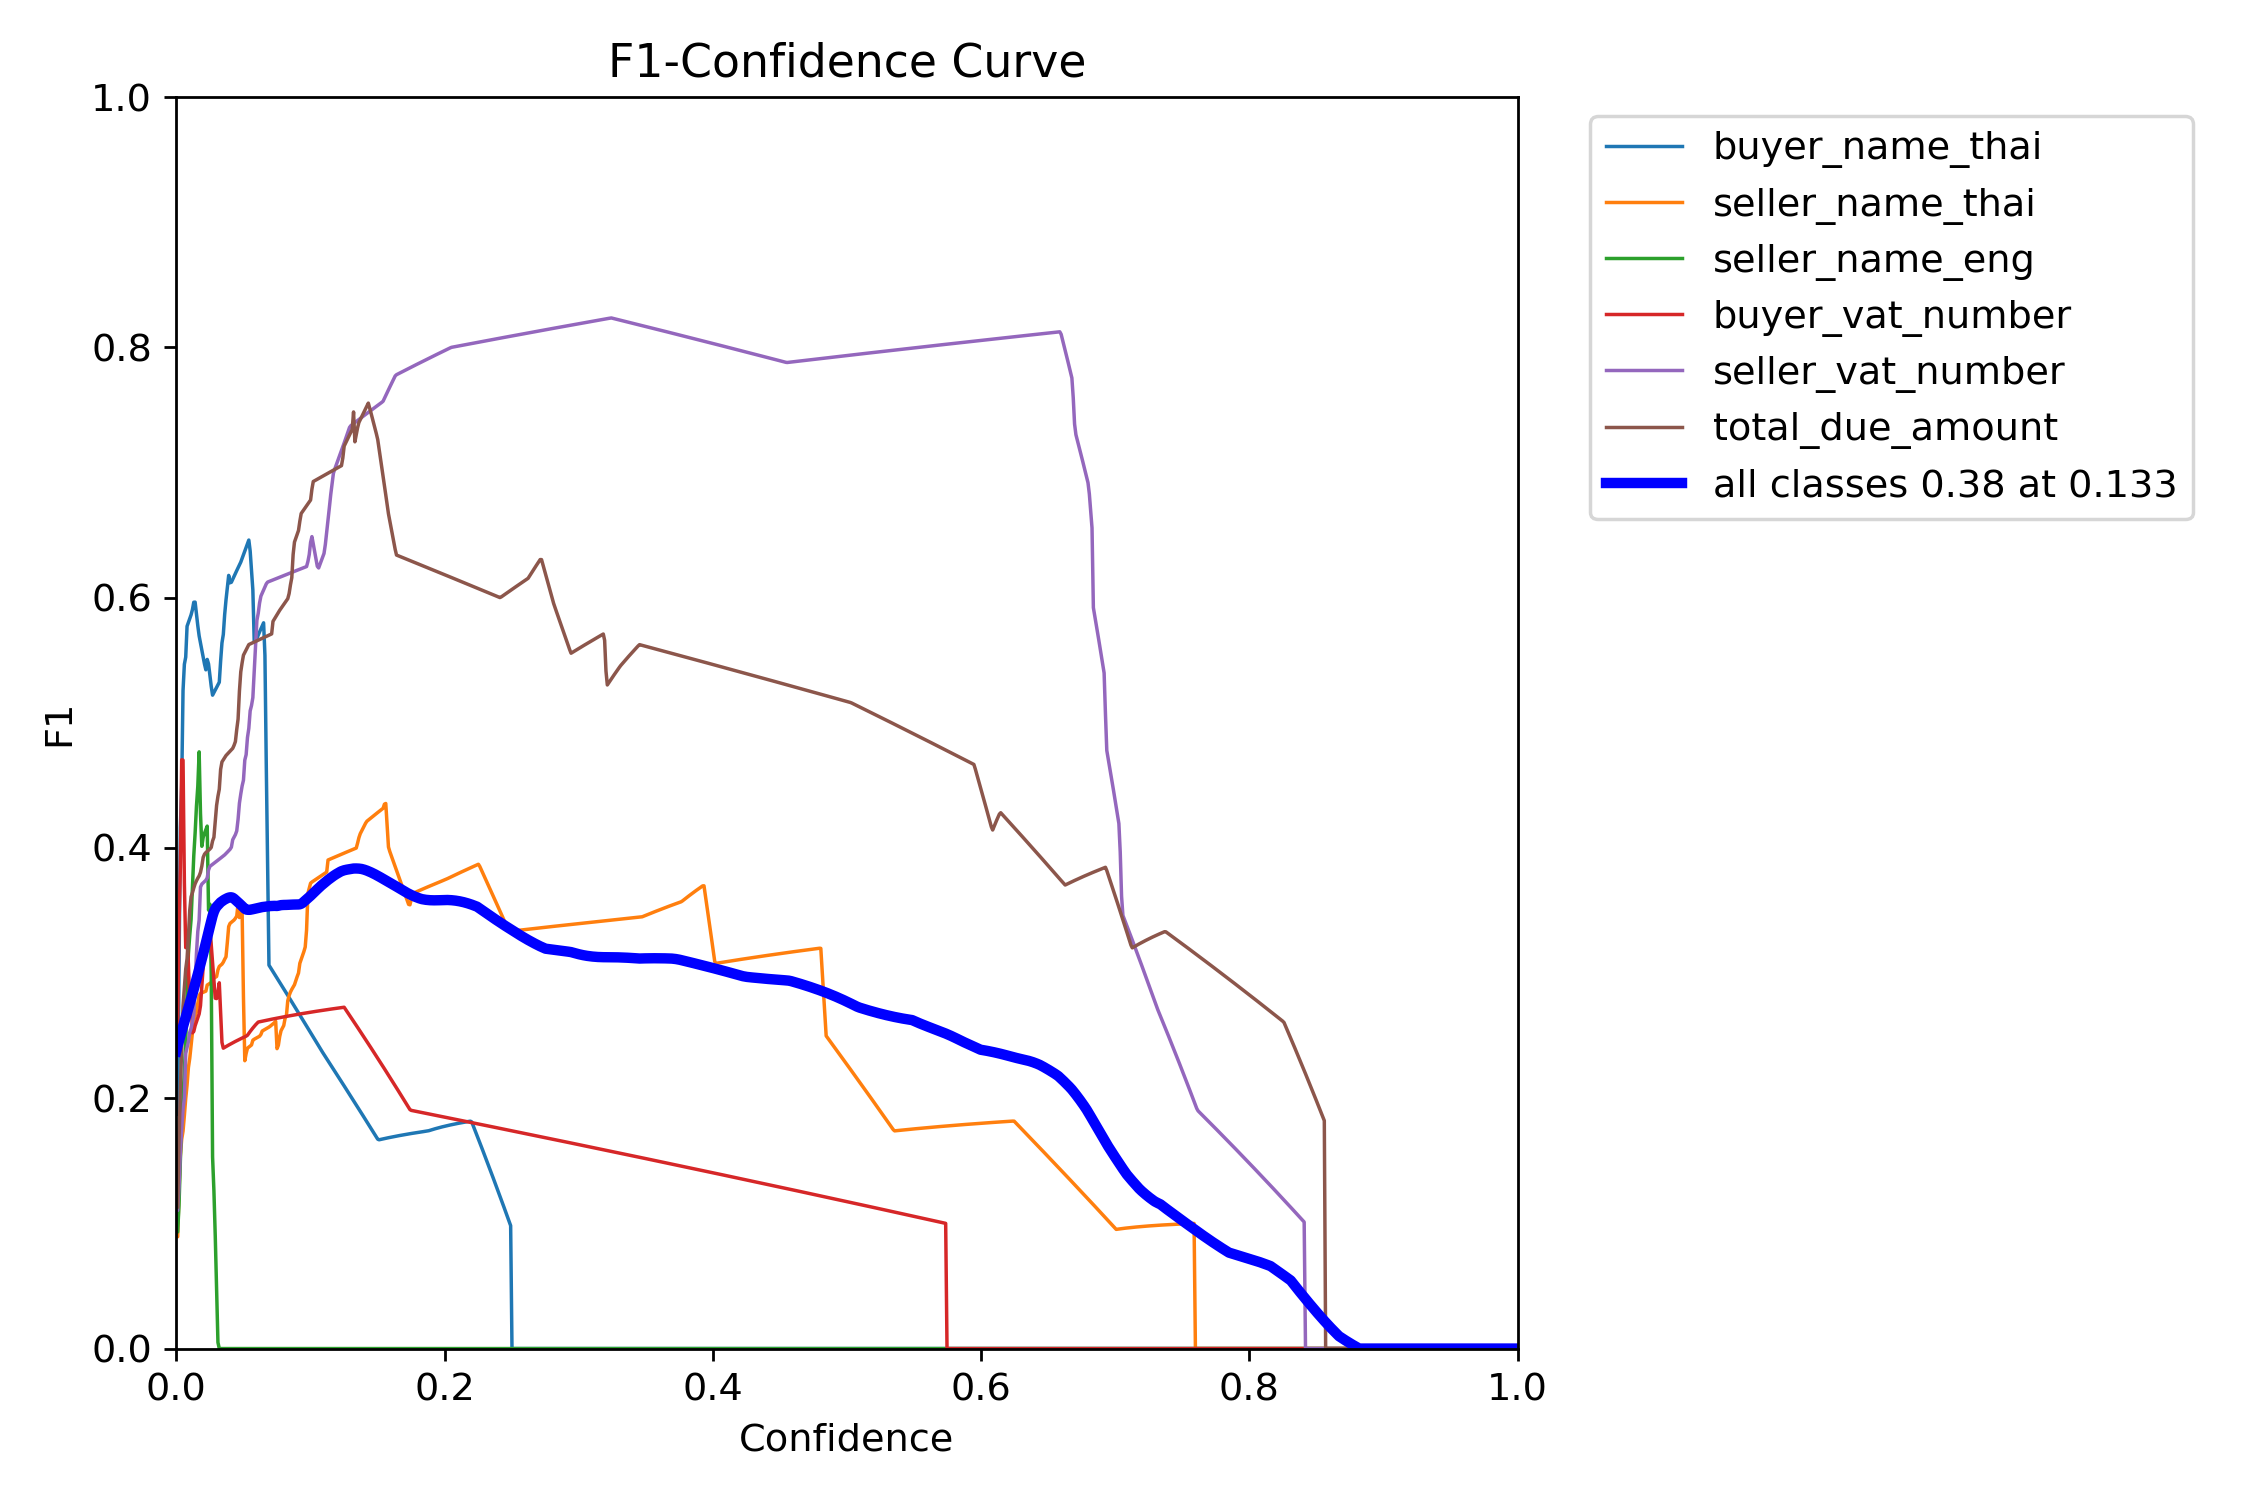 F1-Confidence Curve
1.0
0.8
0.6
0.4
0.2
0.0
F1
0.0 0.2 0.4 0.6 0.8 1.0
Confidence
buyer_name_thai
seller_name_thai
seller_name_eng
buyer_vat_number
seller_vat_number
total_due_amount
all classes 0.38 at 0.133